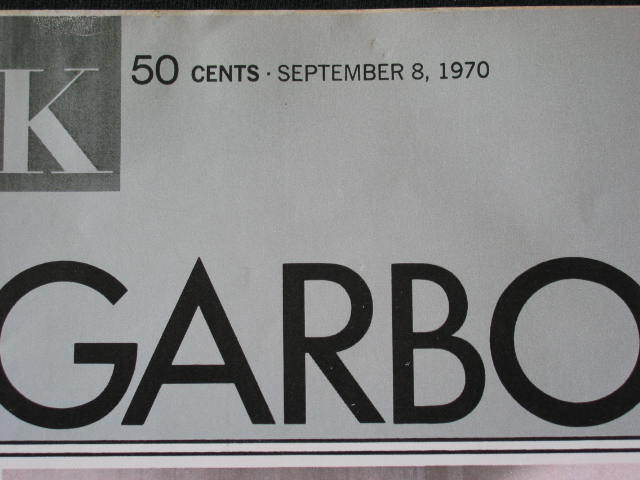 K
50 CENTS · SEPTEMBER 8, 1970
GARBO